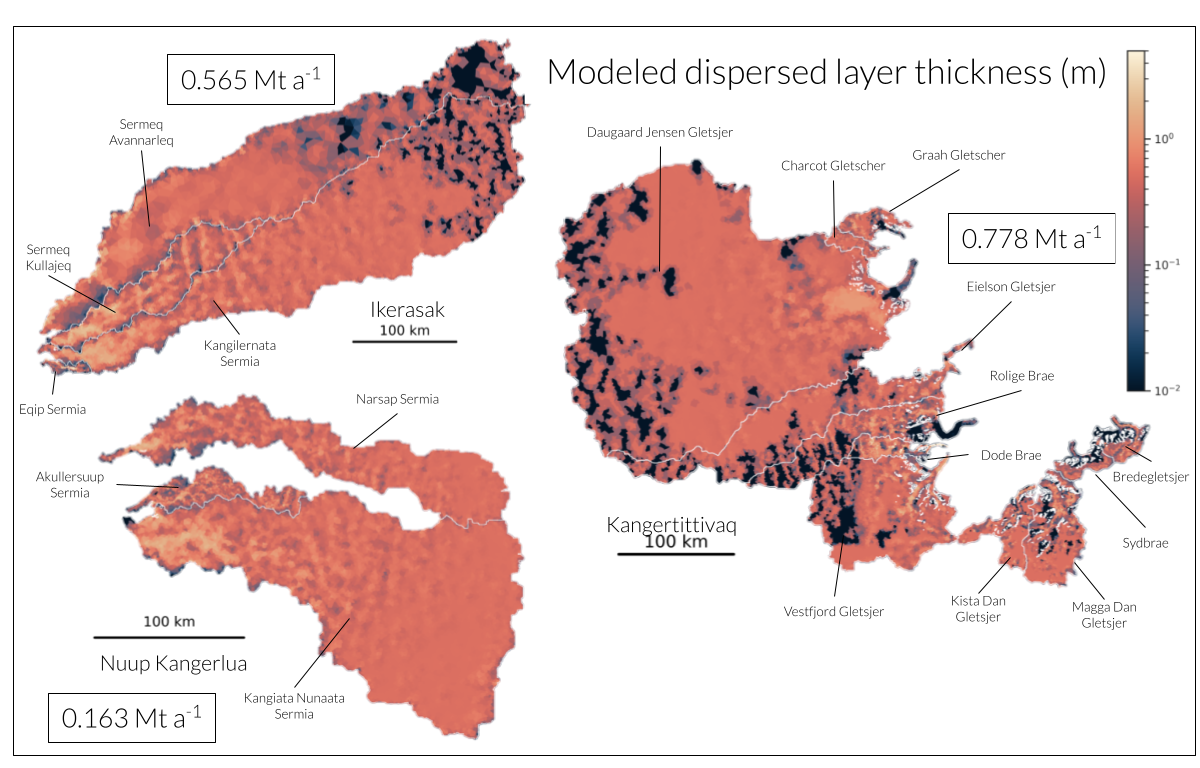 Modeled dispersed layer thickness (m)
0.565 Mt a-1
Sermeq
Avannarleq
Sermeq
Kullajeq
Eqip Sermia
Kangilernata
Sermia
Ikerasak
100 km
Narsap Sermia
Akullersuup
Sermia
100 km
Nuup Kangerlua
0.163 Mt a-1
Kangiata Nunaata
Sermia
Daugaard Jensen Gletsjer
Charcot Gletscher
Graah Gletscher
0.778 Mt a-1
Eielson Gletsjer
Rolige Brae
Dode Brae
Bredegletsjer
Sydbrae
Magga Dan
Gletsjer
Kista Dan
Gletsjer
Vestfjord Gletsjer
Kangertittivaq
100 km
10⁰
10⁻¹
10⁻²